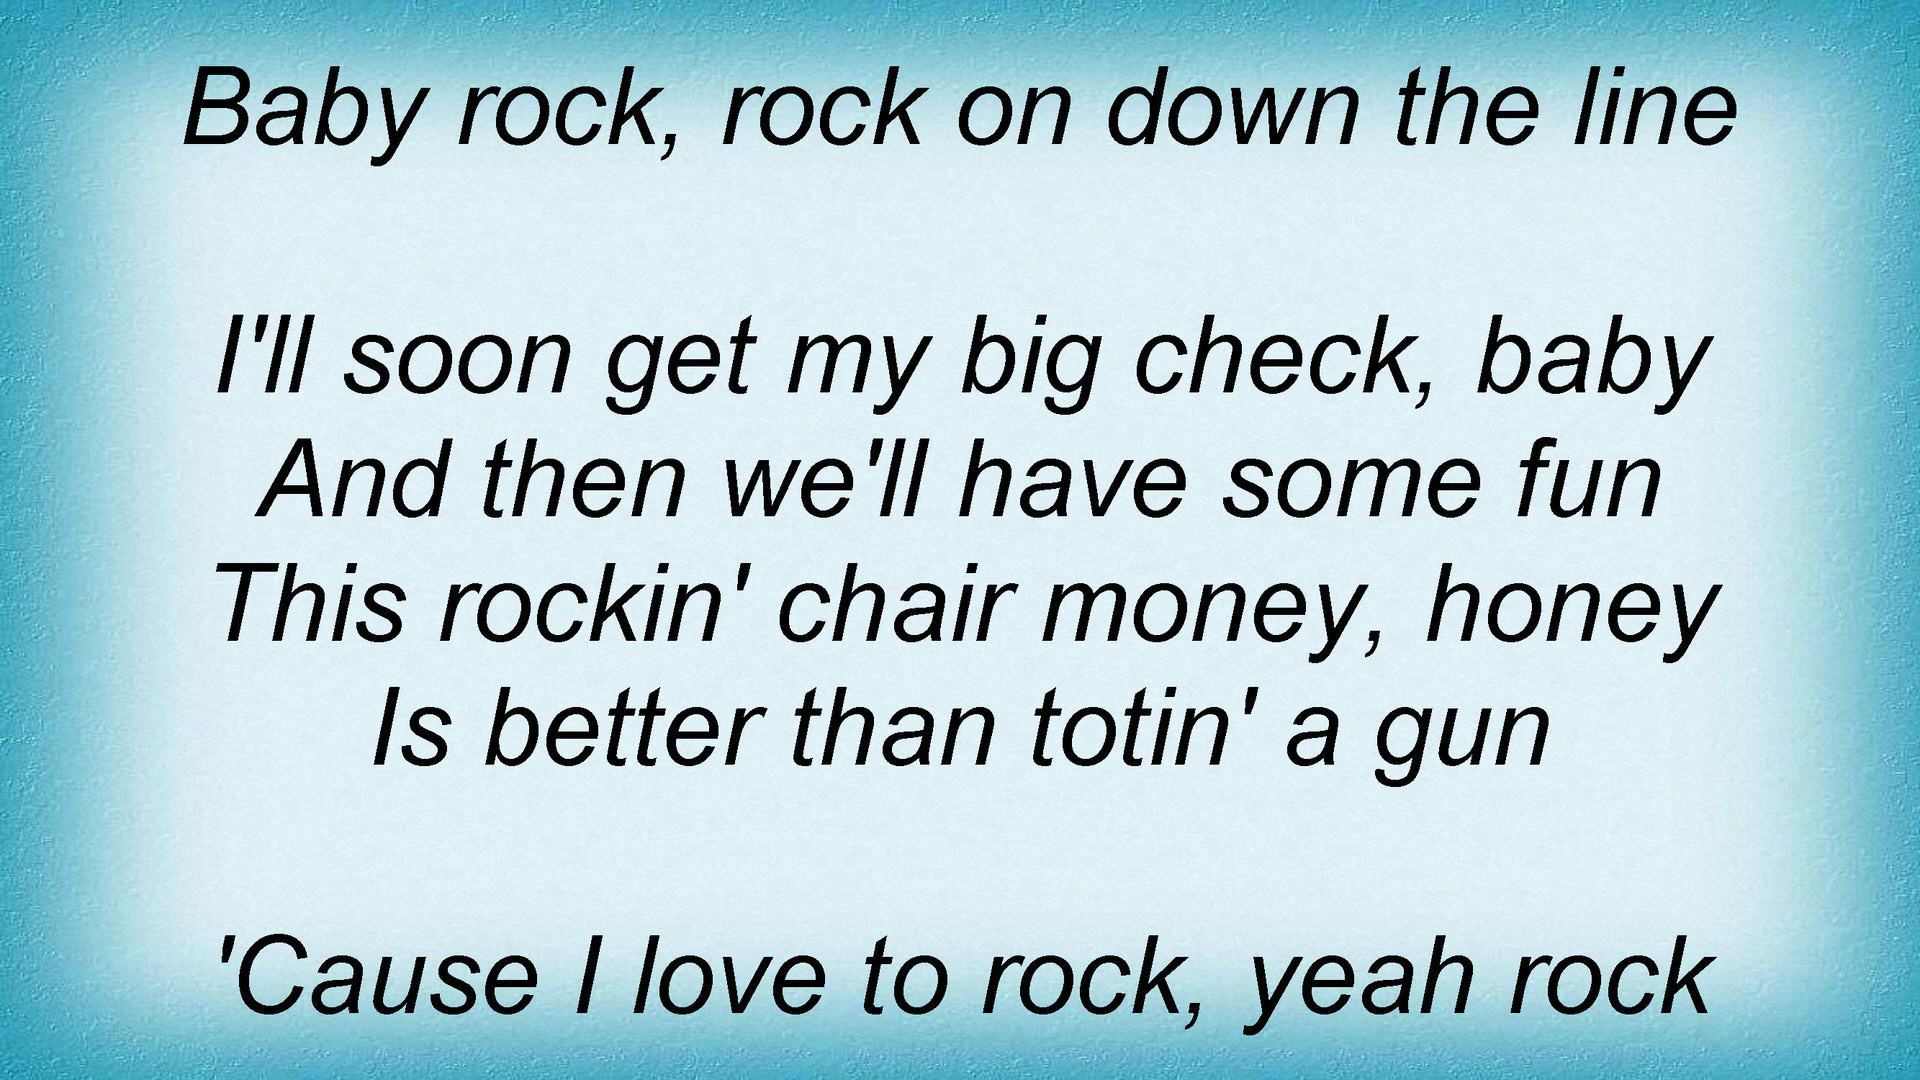 Baby rock, rock on down the line
I'll soon get my big check, baby
And then we'll have some fun
This rockin' chair money, honey
Is better than totin' a gun
'Cause I love to rock, yeah rock